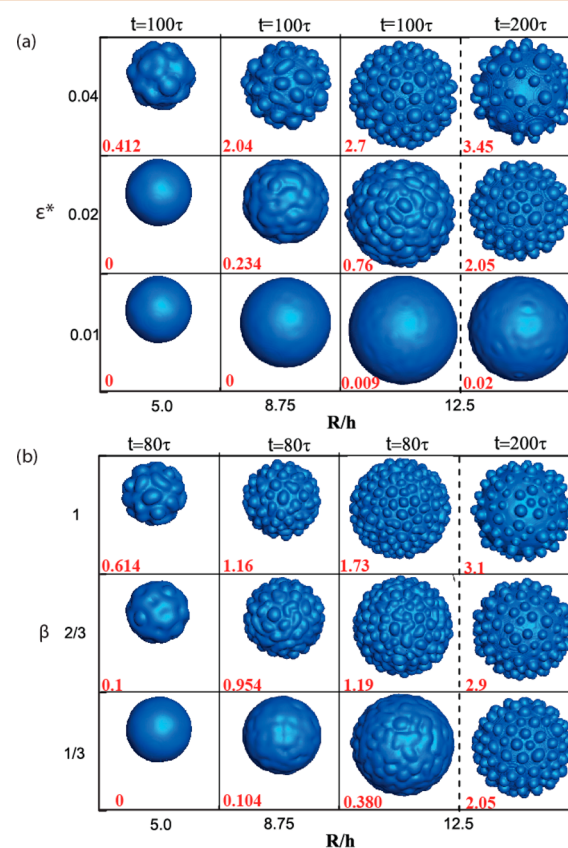 t=100τ t=100τ t=100τ t=200τ
(a)
0.04
0.412 2.04 2.7 3.45
ε* 0.02
0 0.234 0.76 2.05
0.01
0 0 0.009 0.02
5.0 8.75 12.5
R/h
t=80τ t=80τ t=80τ t=200τ
(b)
1
0.614 1.16 1.73 3.1
β 2/3
0.1 0.954 1.19 2.9
1/3
0 0.104 0.380 2.05
5.0 8.75 12.5
R/h